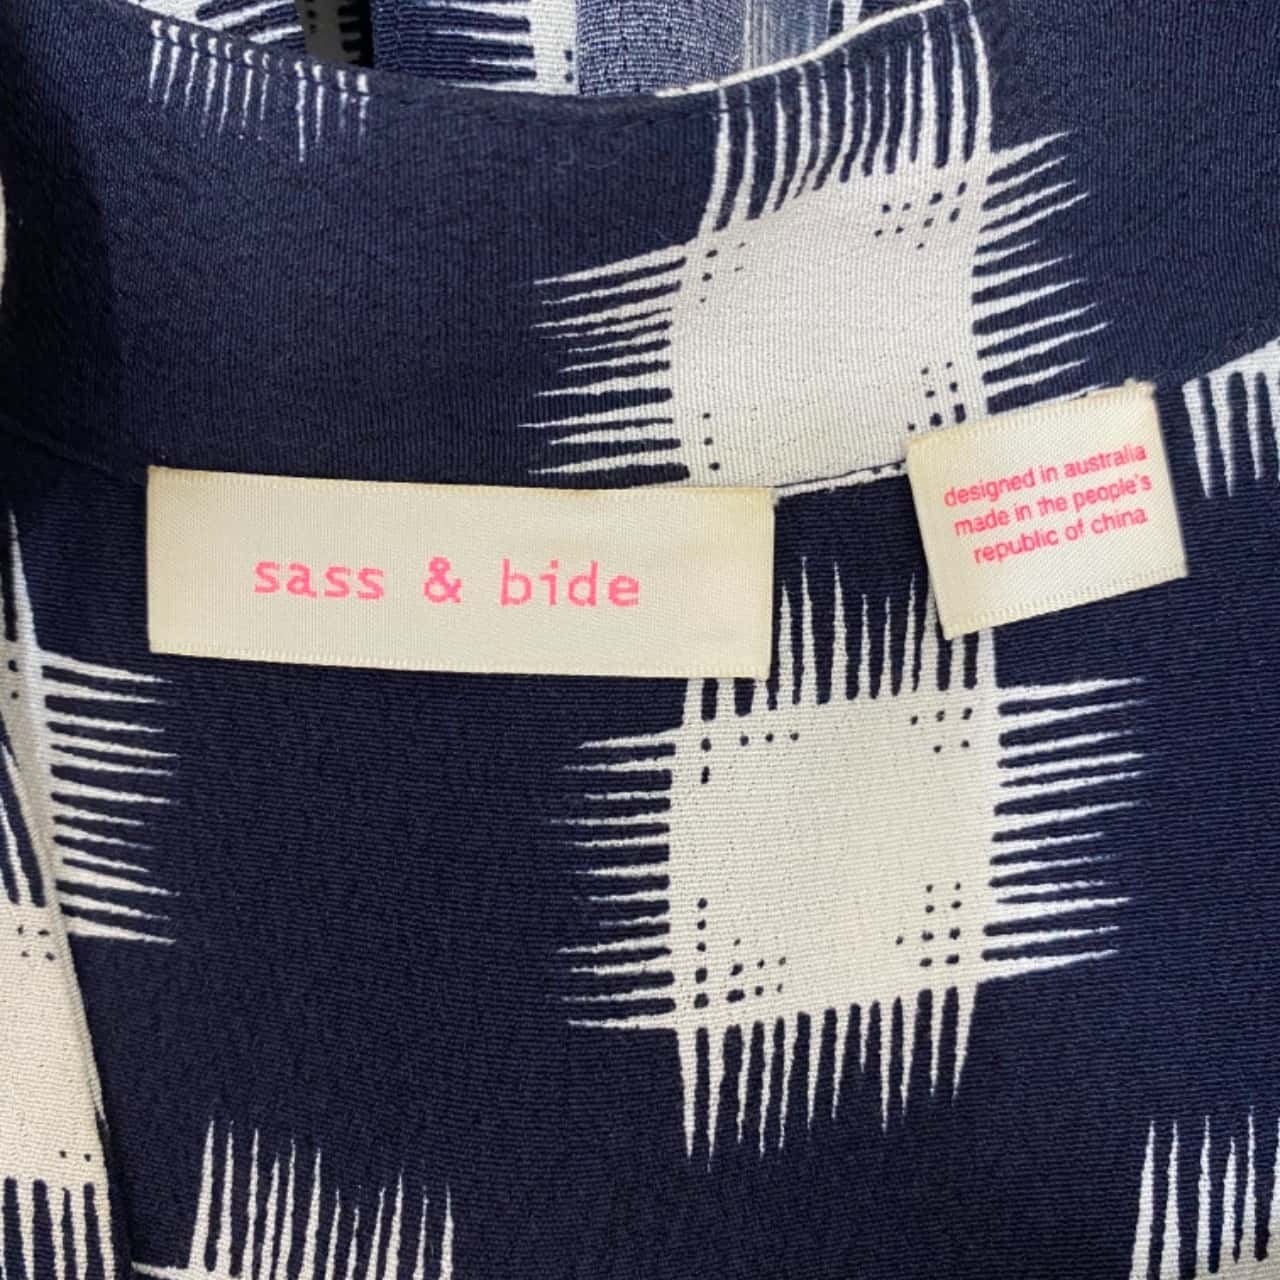 sass & bide
designed in australia
made in the people's
republic of china